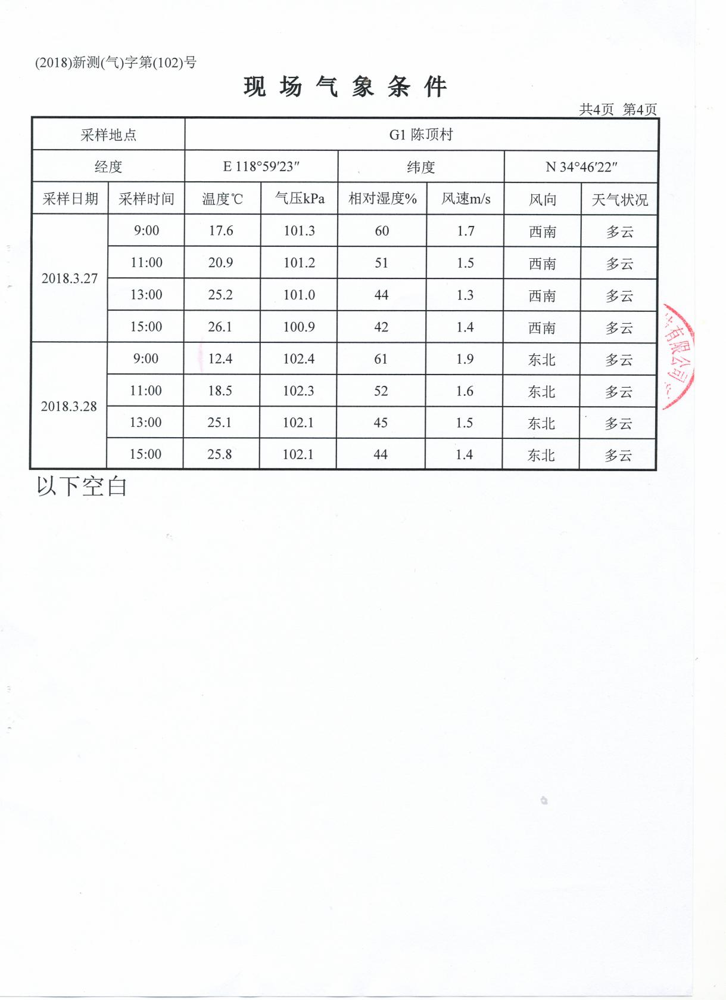 (2018)新测(气)字第(102)号
现场气象条件
共4页 第4页
采样地点 G1 陈顶村
经度 E 118°59′23″ 纬度 N 34°46′22″
采样日期 采样时间 温度℃ 气压kPa 相对湿度% 风速m/s 风向 天气状况
2018.3.27
9:00 17.6 101.3 60 1.7 西南 多云
11:00 20.9 101.2 51 1.5 西南 多云
13:00 25.2 101.0 44 1.3 西南 多云
15:00 26.1 100.9 42 1.4 西南 多云
2018.3.28
9:00 12.4 102.4 61 1.9 东北 多云
11:00 18.5 102.3 52 1.6 东北 多云
13:00 25.1 102.1 45 1.5 东北 多云
15:00 25.8 102.1 44 1.4 东北 多云
以下空白
有限公司